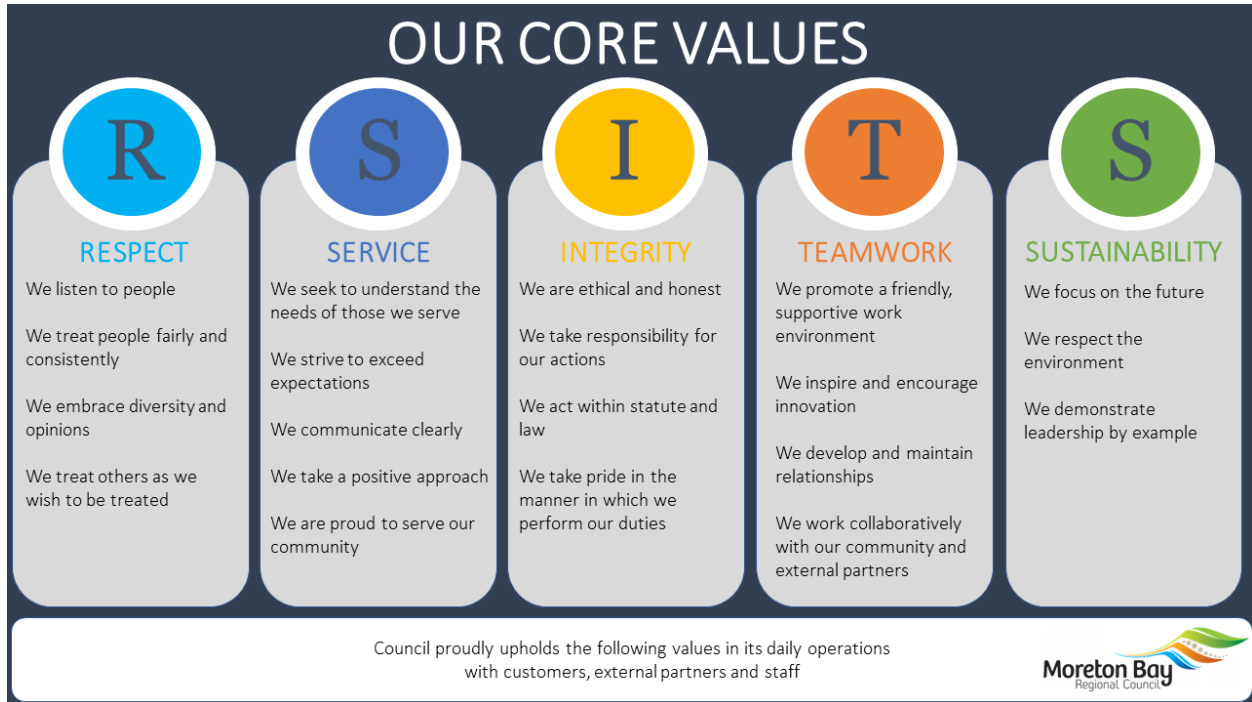 OUR CORE VALUES
R
RESPECT
We listen to people
We treat people fairly and
consistently
We embrace diversity and
opinions
We treat others as we
wish to be treated
S
SERVICE
We seek to understand the
needs of those we serve
We strive to exceed
expectations
We communicate clearly
We take a positive approach
We are proud to serve our
community
I
INTEGRITY
We are ethical and honest
We take responsibility for
our actions
We act within statute and
law
We take pride in the
manner in which we
perform our duties
T
TEAMWORK
We promote a friendly,
supportive work
environment
We inspire and encourage
innovation
We develop and maintain
relationships
We work collaboratively
with our community and
external partners
S
SUSTAINABILITY
We focus on the future
We respect the
environment
We demonstrate
leadership by example
Council proudly upholds the following values in its daily operations
with customers, external partners and staff
Moreton Bay
Regional Council